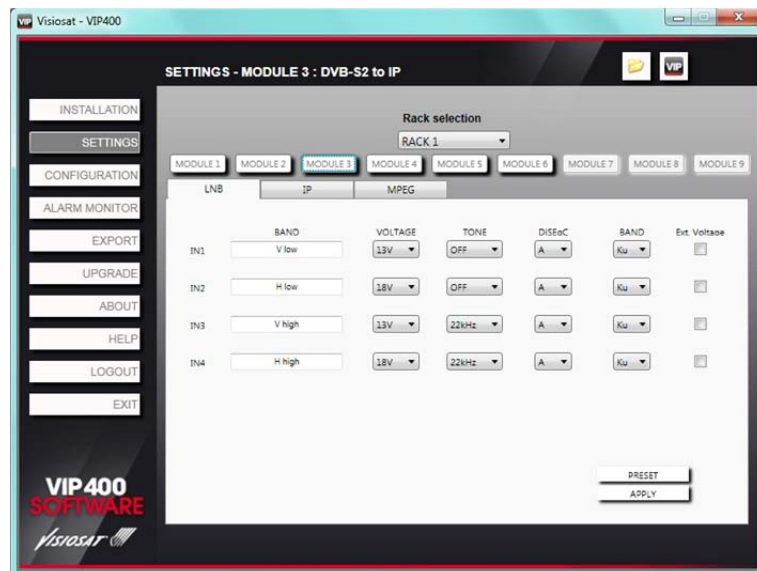 VIP Visiosat - VIP400
SETTINGS - MODULE 3 : DVB-S2 to IP
VIP
INSTALLATION
SETTINGS
CONFIGURATION
ALARM MONITOR
EXPORT
UPGRADE
ABOUT
HELP
LOGOUT
EXIT
Rack selection
RACK 1
MODULE 1 MODULE 2 MODULE 3 MODULE 4 MODULE 5 MODULE 6 MODULE 7 MODULE 8 MODULE 9
LNB IP MPEG
BAND VOLTAGE TONE DiSEqC BAND Ext. Voltage
IN1 V low 13V OFF A Ku
IN2 H low 18V OFF A Ku
IN3 V high 13V 22kHz A Ku
IN4 H high 18V 22kHz A Ku
PRESET
APPLY
VIP400
SOFTWARE
VISIOSAT